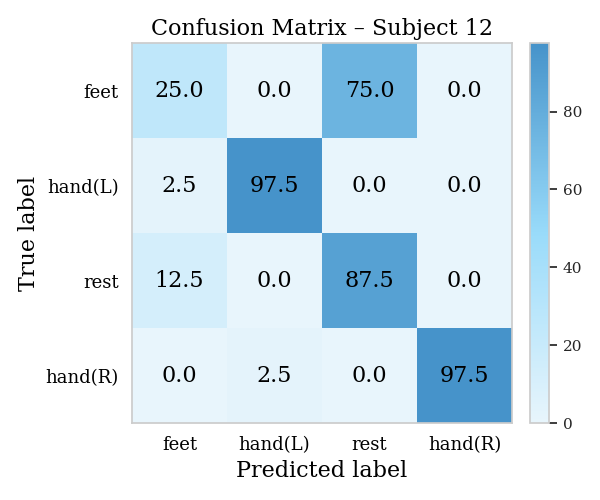 Confusion Matrix – Subject 12
feet 25.0 0.0 75.0 0.0
hand(L) 2.5 97.5 0.0 0.0
rest 12.5 0.0 87.5 0.0
hand(R) 0.0 2.5 0.0 97.5
feet hand(L) rest hand(R)
Predicted label
True label
80
60
40
20
0